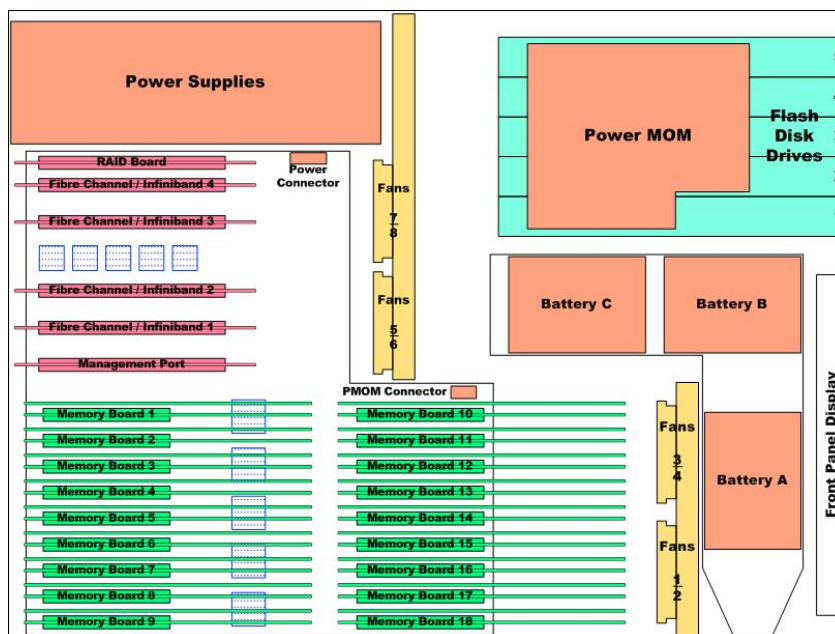 Power Supplies
RAID Board
Fibre Channel / Infiniband 4
Power
Connector
Fibre Channel / Infiniband 3
Fibre Channel / Infiniband 2
Fibre Channel / Infiniband 1
Management Port
Fans
7
8
Fans
5
6
Power MOM
Flash
Disk
Drives
Battery C
Battery B
PMOM Connector
Memory Board 1
Memory Board 2
Memory Board 3
Memory Board 4
Memory Board 5
Memory Board 6
Memory Board 7
Memory Board 8
Memory Board 9
Memory Board 10
Memory Board 11
Memory Board 12
Memory Board 13
Memory Board 14
Memory Board 15
Memory Board 16
Memory Board 17
Memory Board 18
Fans
3
4
Fans
1
2
Battery A
Front Panel Display